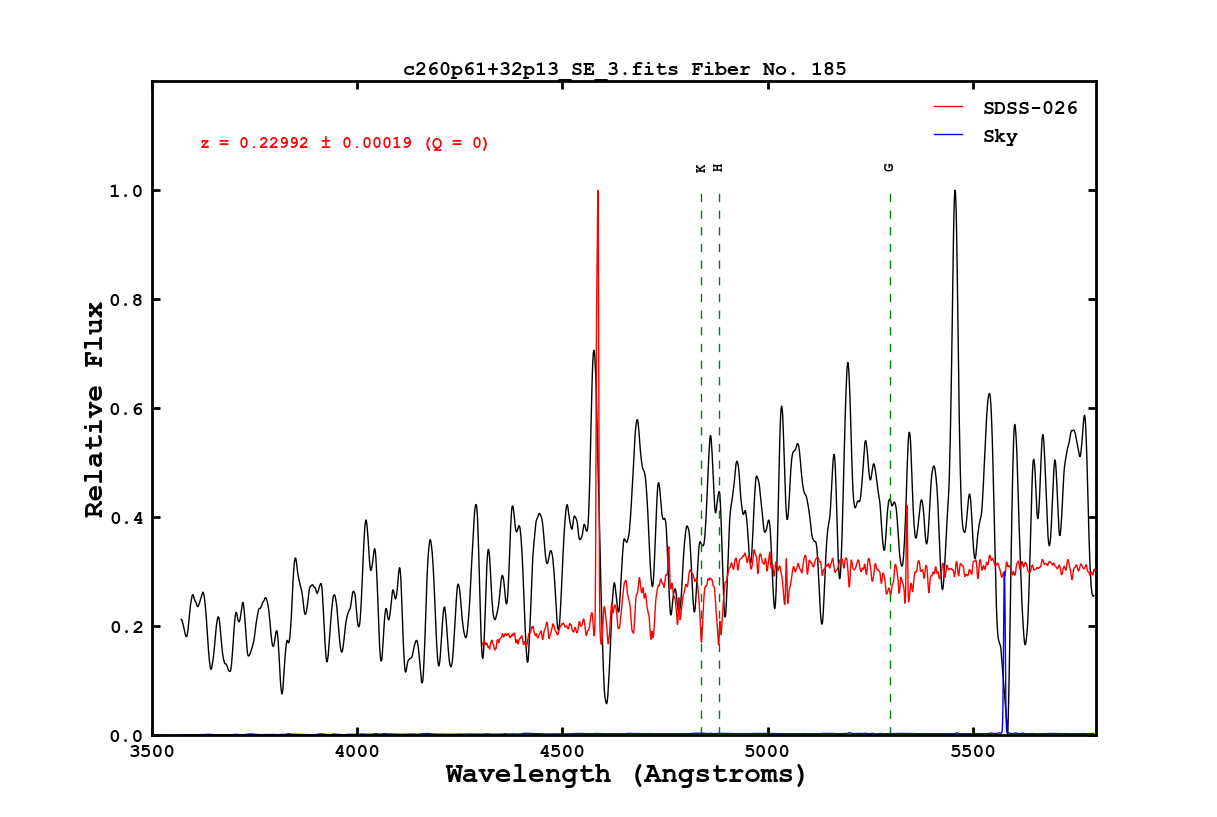 c260p61+32p13_SE_3.fits Fiber No. 185
SDSS-026
Sky
z = 0.22992 ± 0.00019 (Q = 0)
K
H
G
1.0
0.8
0.6
0.4
0.2
0.0
Relative Flux
3500
4000
4500
5000
5500
Wavelength (Angstroms)